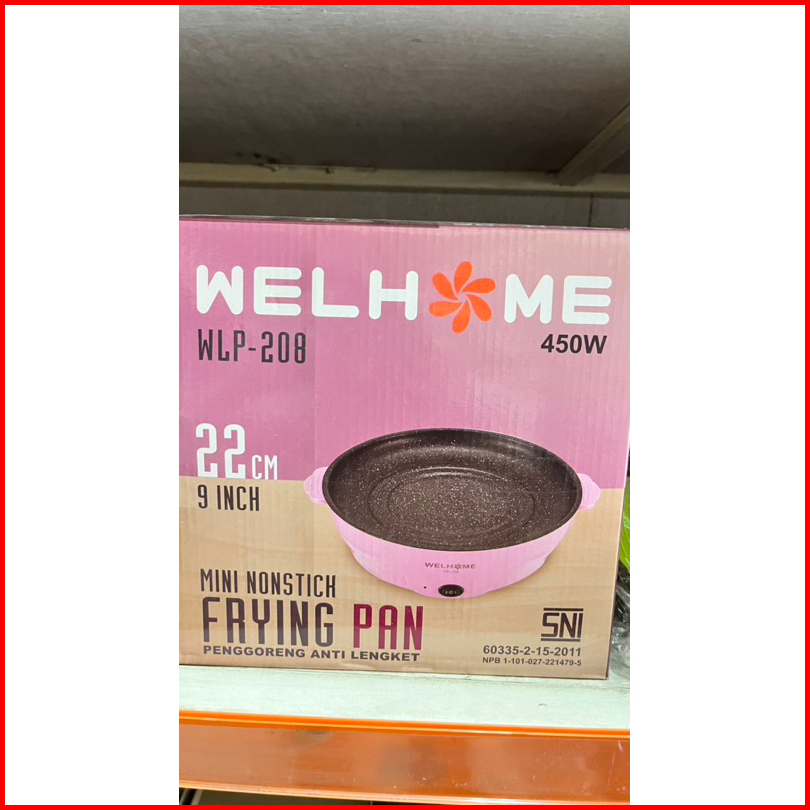 WELHOME
WLP-208
450W
22CM
9 INCH
WELHOME
MINI NONSTICH
FRYING PAN
PENGGORENG ANTI LENGKET
SNI
60335-2-15-2011
NPB 1-101-027-221479-5